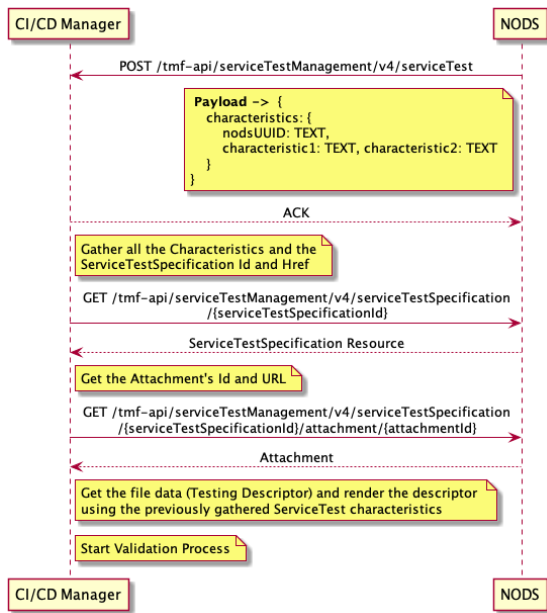 CI/CD Manager
NODS
POST /tmf-api/serviceTestManagement/v4/serviceTest
Payload -> {
characteristics: {
nodsUUID: TEXT,
characteristic1: TEXT, characteristic2: TEXT
}
}
ACK
Gather all the Characteristics and the
ServiceTestSpecification Id and Href
GET /tmf-api/serviceTestManagement/v4/serviceTestSpecification
/{serviceTestSpecificationId}
ServiceTestSpecification Resource
Get the Attachment's Id and URL
GET /tmf-api/serviceTestManagement/v4/serviceTestSpecification
/{serviceTestSpecificationId}/attachment/{attachmentId}
Attachment
Get the file data (Testing Descriptor) and render the descriptor
using the previously gathered ServiceTest characteristics
Start Validation Process
CI/CD Manager
NODS